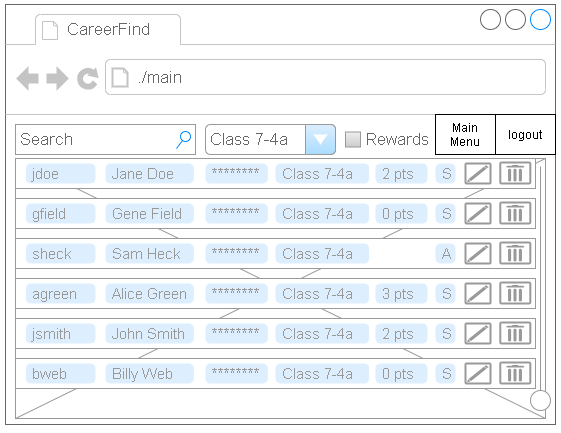 CareerFind
./main
Search Class 7-4a Rewards Main Menu logout
jdoe Jane Doe ******** Class 7-4a 2 pts S
gfield Gene Field ******** Class 7-4a 0 pts S
sheck Sam Heck ******** Class 7-4a A
agreen Alice Green ******** Class 7-4a 3 pts S
jsmith John Smith ******** Class 7-4a 2 pts S
bweb Billy Web ******** Class 7-4a 0 pts S